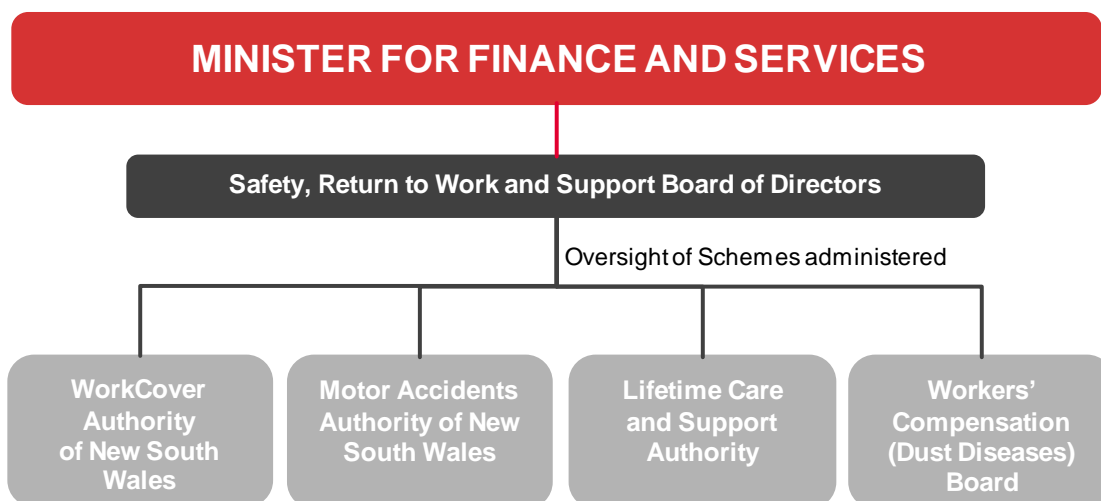 MINISTER FOR FINANCE AND SERVICES
Safety, Return to Work and Support Board of Directors
Oversight of Schemes administered
WorkCover
Authority
of New South
Wales
Motor Accidents
Authority of New
South Wales
Lifetime Care
and Support
Authority
Workers’
Compensation
(Dust Diseases)
Board